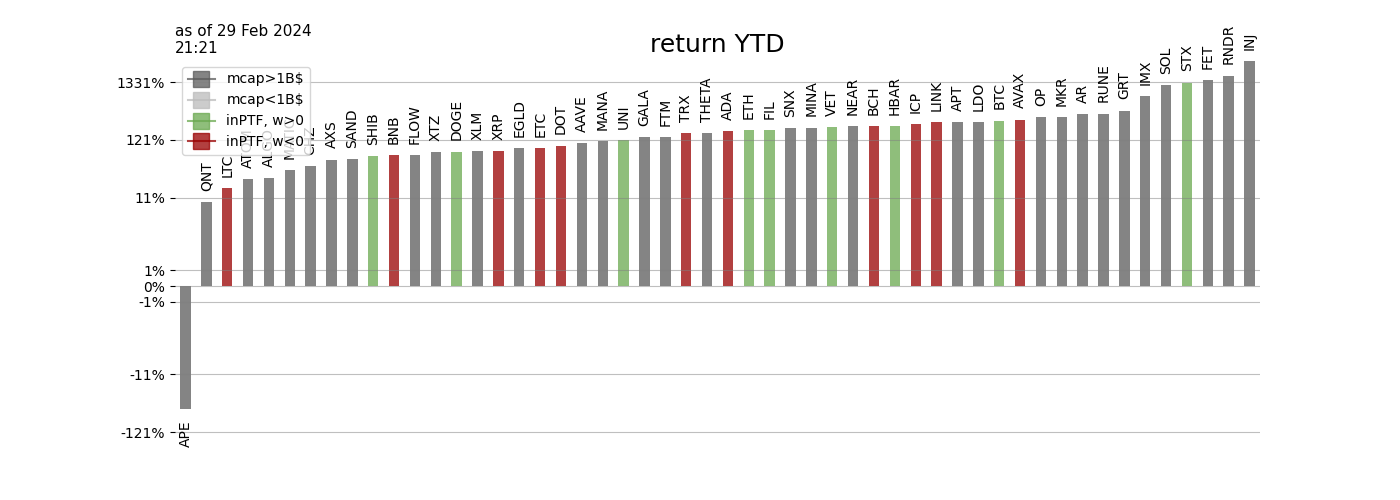 as of 29 Feb 2024
21:21
return YTD
mcap>1B$
mcap<1B$
inPTF, w>0
inPTF, w<0
1331%
121%
11%
1%
0%
-1%
-11%
-121%
APE
QNT
LTC
ATOM
ALGO
MATIC
CHZ
AXS
SAND
SHIB
BNB
FLOW
XTZ
DOGE
XLM
XRP
EGLD
ETC
DOT
AAVE
MANA
UNI
GALA
FTM
TRX
THETA
ADA
ETH
FIL
SNX
MINA
VET
NEAR
BCH
HBAR
ICP
LINK
APT
LDO
BTC
AVAX
OP
MKR
AR
RUNE
GRT
IMX
SOL
STX
FET
RNDR
INJ